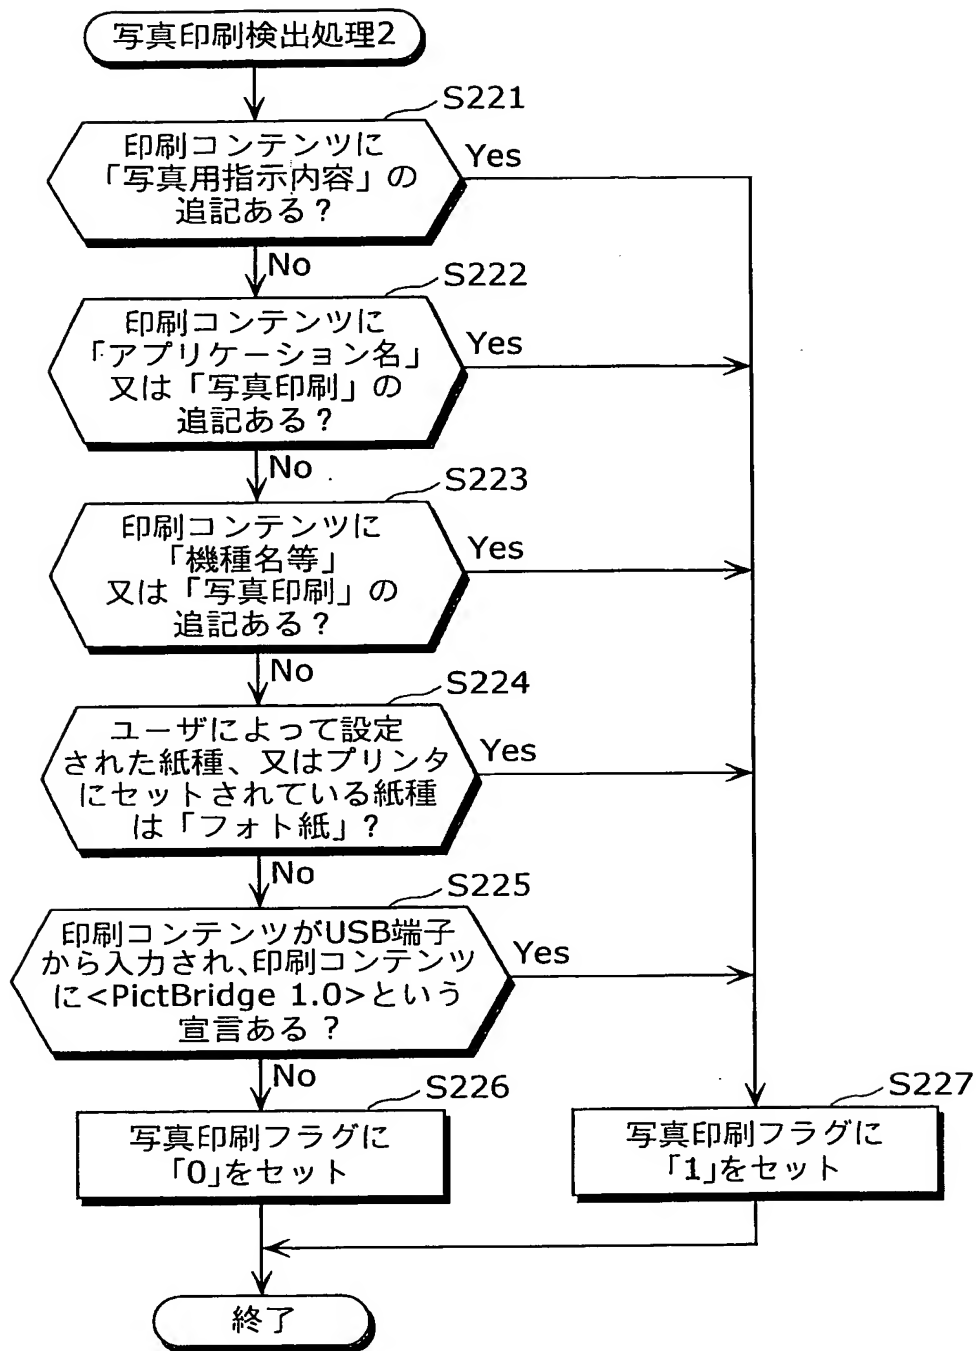 写真印刷検出処理2
S221
印刷コンテンツに
「写真用指示内容」の
追記ある?
Yes
No
S222
印刷コンテンツに
「アプリケーション名」
又は「写真印刷」の
追記ある?
Yes
No
S223
印刷コンテンツに
「機種名等」
又は「写真印刷」の
追記ある?
Yes
No
S224
ユーザによって設定
された紙種、又はプリンタ
にセットされている紙種
は「フォト紙」?
Yes
No
S225
印刷コンテンツがUSB端子
から入力され、印刷コンテンツ
に<PictBridge 1.0>という
宣言ある?
Yes
No
S226
写真印刷フラグに
「0」をセット
S227
写真印刷フラグに
「1」をセット
終了